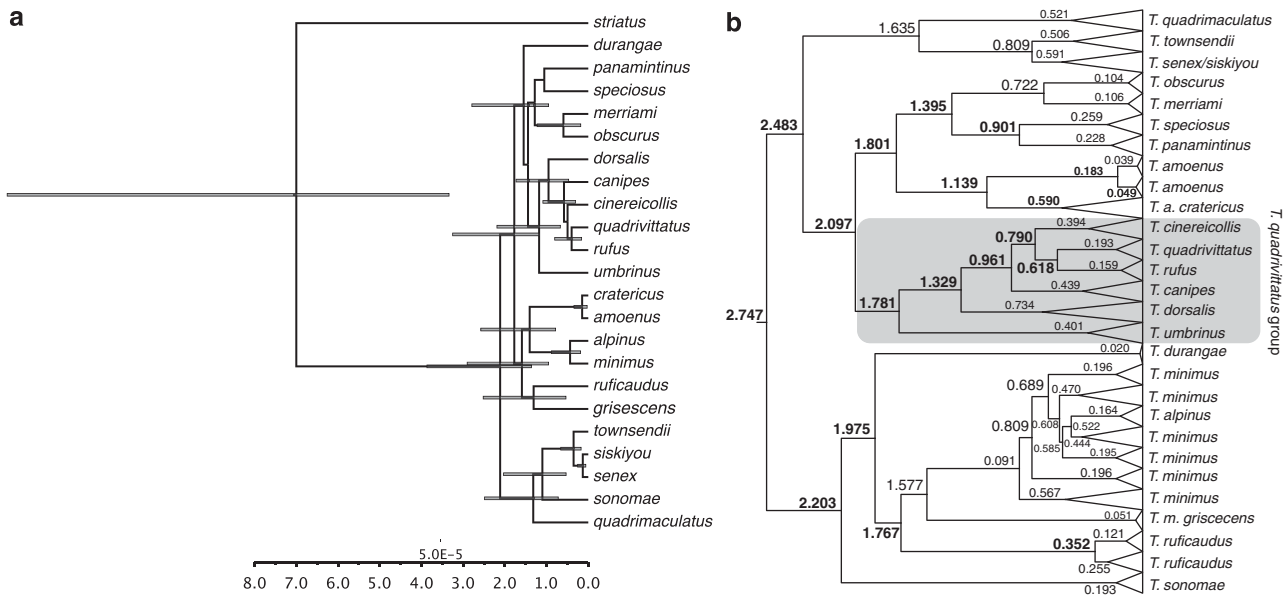 a
striatus
durangae
panamintinus
speciosus
merriami
obscurus
dorsalis
canipes
cinereicollis
quadrivittatus
rufus
umbrinus
cratericus
amoenus
alpinus
minimus
ruficaudus
grisescens
townsendii
siskiyou
senex
sonomae
quadrimaculatus
5.0E-5
8.0 7.0 6.0 5.0 4.0 3.0 2.0 1.0 0.0
b
0.521 T. quadrimaculatus
1.635
0.506 T. townsendii
0.809
0.591 T. senex/siskiyou
0.104 T. obscurus
0.722
0.106 T. merriami
1.395
0.259 T. speciosus
0.901
2.483
0.228 T. panamintinus
1.801
0.039 T. amoenus
0.183
1.139
0.049 T. amoenus
0.590 T. a. cratericus
2.097
0.394 T. cinereicollis
0.790
0.193 T. quadrivittatus
0.961
0.618
0.159 T. rufus
1.329
0.439 T. canipes
1.781
0.734 T. dorsalis
2.747
0.401 T. umbrinus
T. quadrivittatus group
0.020 T. durangae
0.196 T. minimus
0.689
0.470 T. minimus
0.164 T. alpinus
1.975
0.809
0.608
0.522 T. minimus
0.444
0.585
0.195 T. minimus
0.091
0.196 T. minimus
1.577
0.567 T. minimus
2.203
0.051 T. m. griscecens
1.767
0.121 T. ruficaudus
0.352
0.255 T. ruficaudus
0.193 T. sonomae